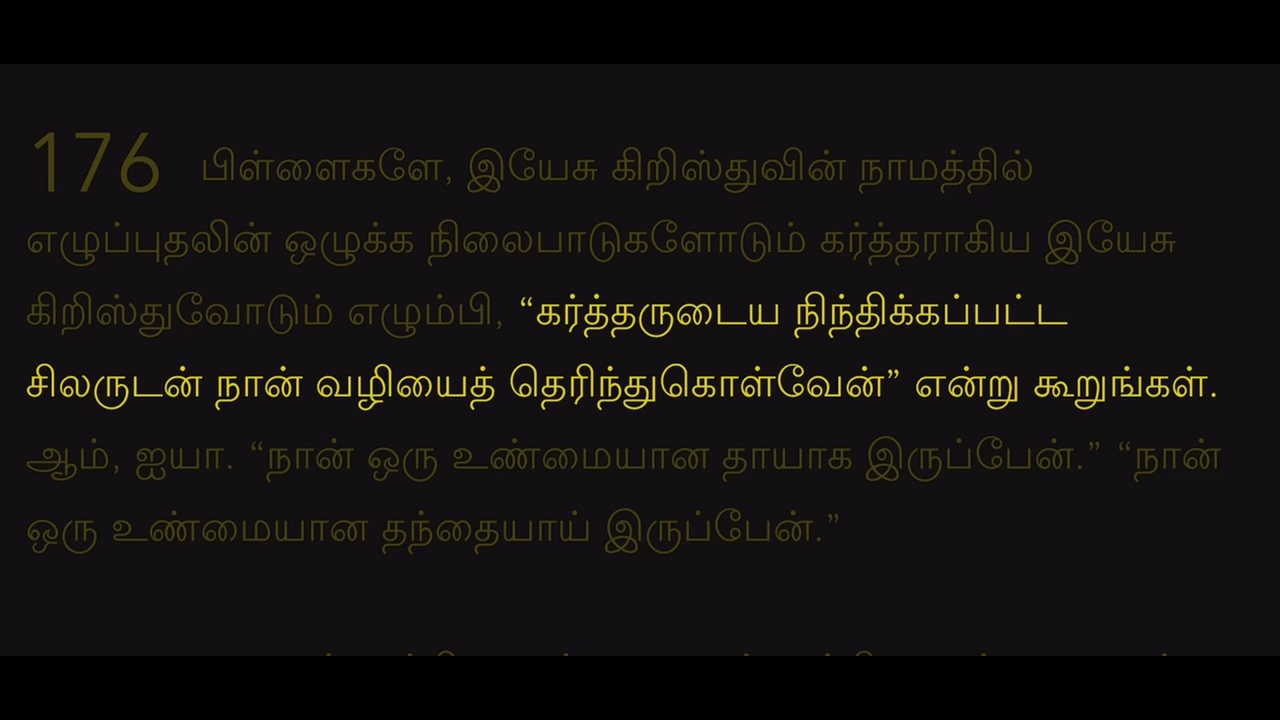 176 பிள்ளைகளே, இயேசு கிறிஸ்துவின் நாமத்தில்
எழுப்புதலின் ஒழுக்க நிலைபாடுகளோடும் கர்த்தராகிய இயேசு
கிறிஸ்துவோடும் எழும்பி, “கர்த்தருடைய நிந்திக்கப்பட்ட
சிலருடன் நான் வழியைத் தெரிந்துகொள்வேன்” என்று கூறுங்கள்.
ஆம், ஐயா. “நான் ஒரு உண்மையான தாயாக இருப்பேன்.” “நான்
ஒரு உண்மையான தந்தையாய் இருப்பேன்.”